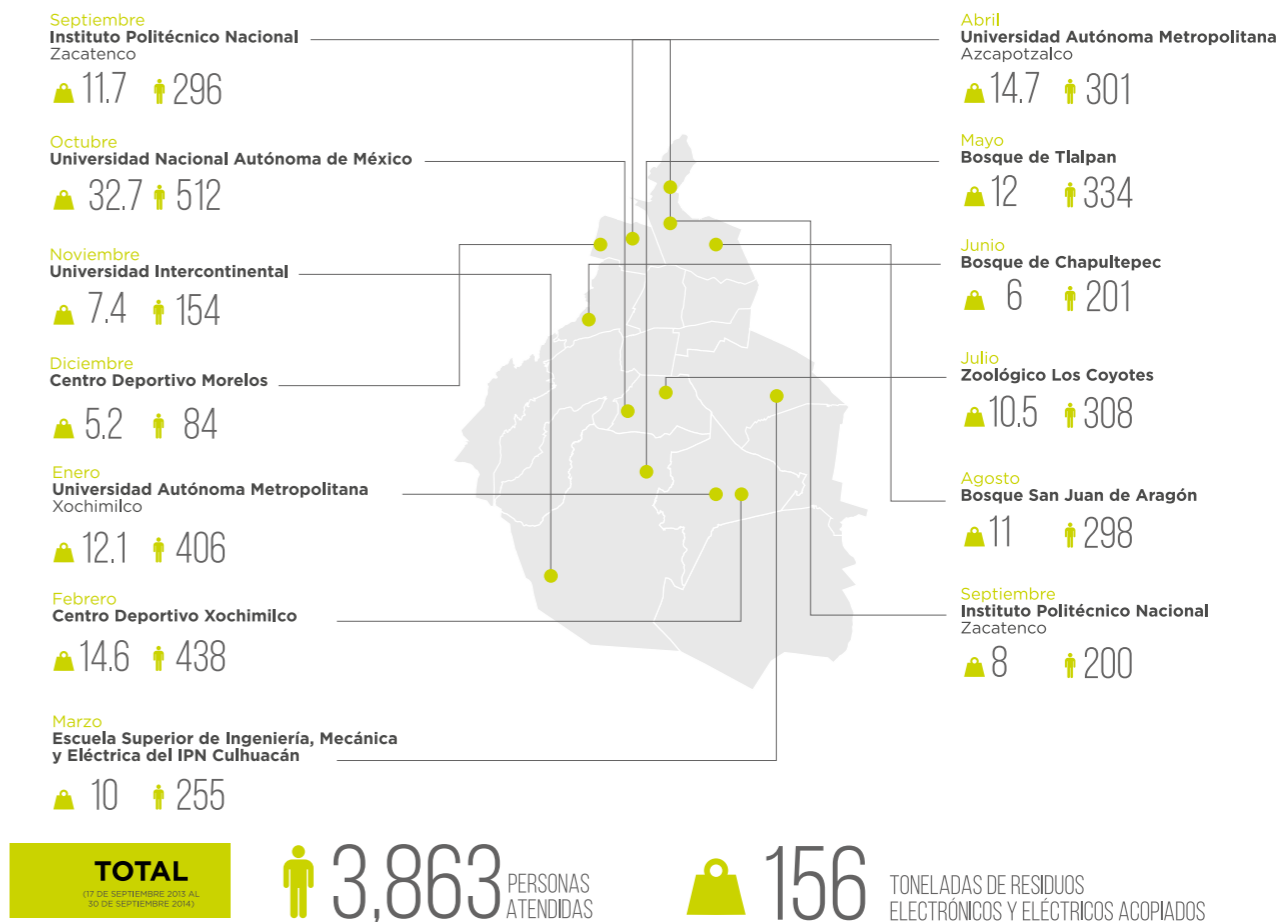 Septiembre
Instituto Politécnico Nacional
Zacatenco
11.7 296
Octubre
Universidad Nacional Autónoma de México
32.7 512
Noviembre
Universidad Intercontinental
7.4 154
Diciembre
Centro Deportivo Morelos
5.2 84
Enero
Universidad Autónoma Metropolitana
Xochimilco
12.1 406
Febrero
Centro Deportivo Xochimilco
14.6 438
Marzo
Escuela Superior de Ingeniería, Mecánica
y Eléctrica del IPN Culhuacán
10 255
Abril
Universidad Autónoma Metropolitana
Azcapotzalco
14.7 301
Mayo
Bosque de Tlalpan
12 334
Junio
Bosque de Chapultepec
6 201
Julio
Zoológico Los Coyotes
10.5 308
Agosto
Bosque San Juan de Aragón
11 298
Septiembre
Instituto Politécnico Nacional
Zacatenco
8 200
TOTAL
(17 DE SEPTIEMBRE 2013 AL
30 DE SEPTIEMBRE 2014)
3,863 PERSONAS
ATENDIDAS
156 TONELADAS DE RESIDUOS
ELECTRÓNICOS Y ELÉCTRICOS ACOPIADOS